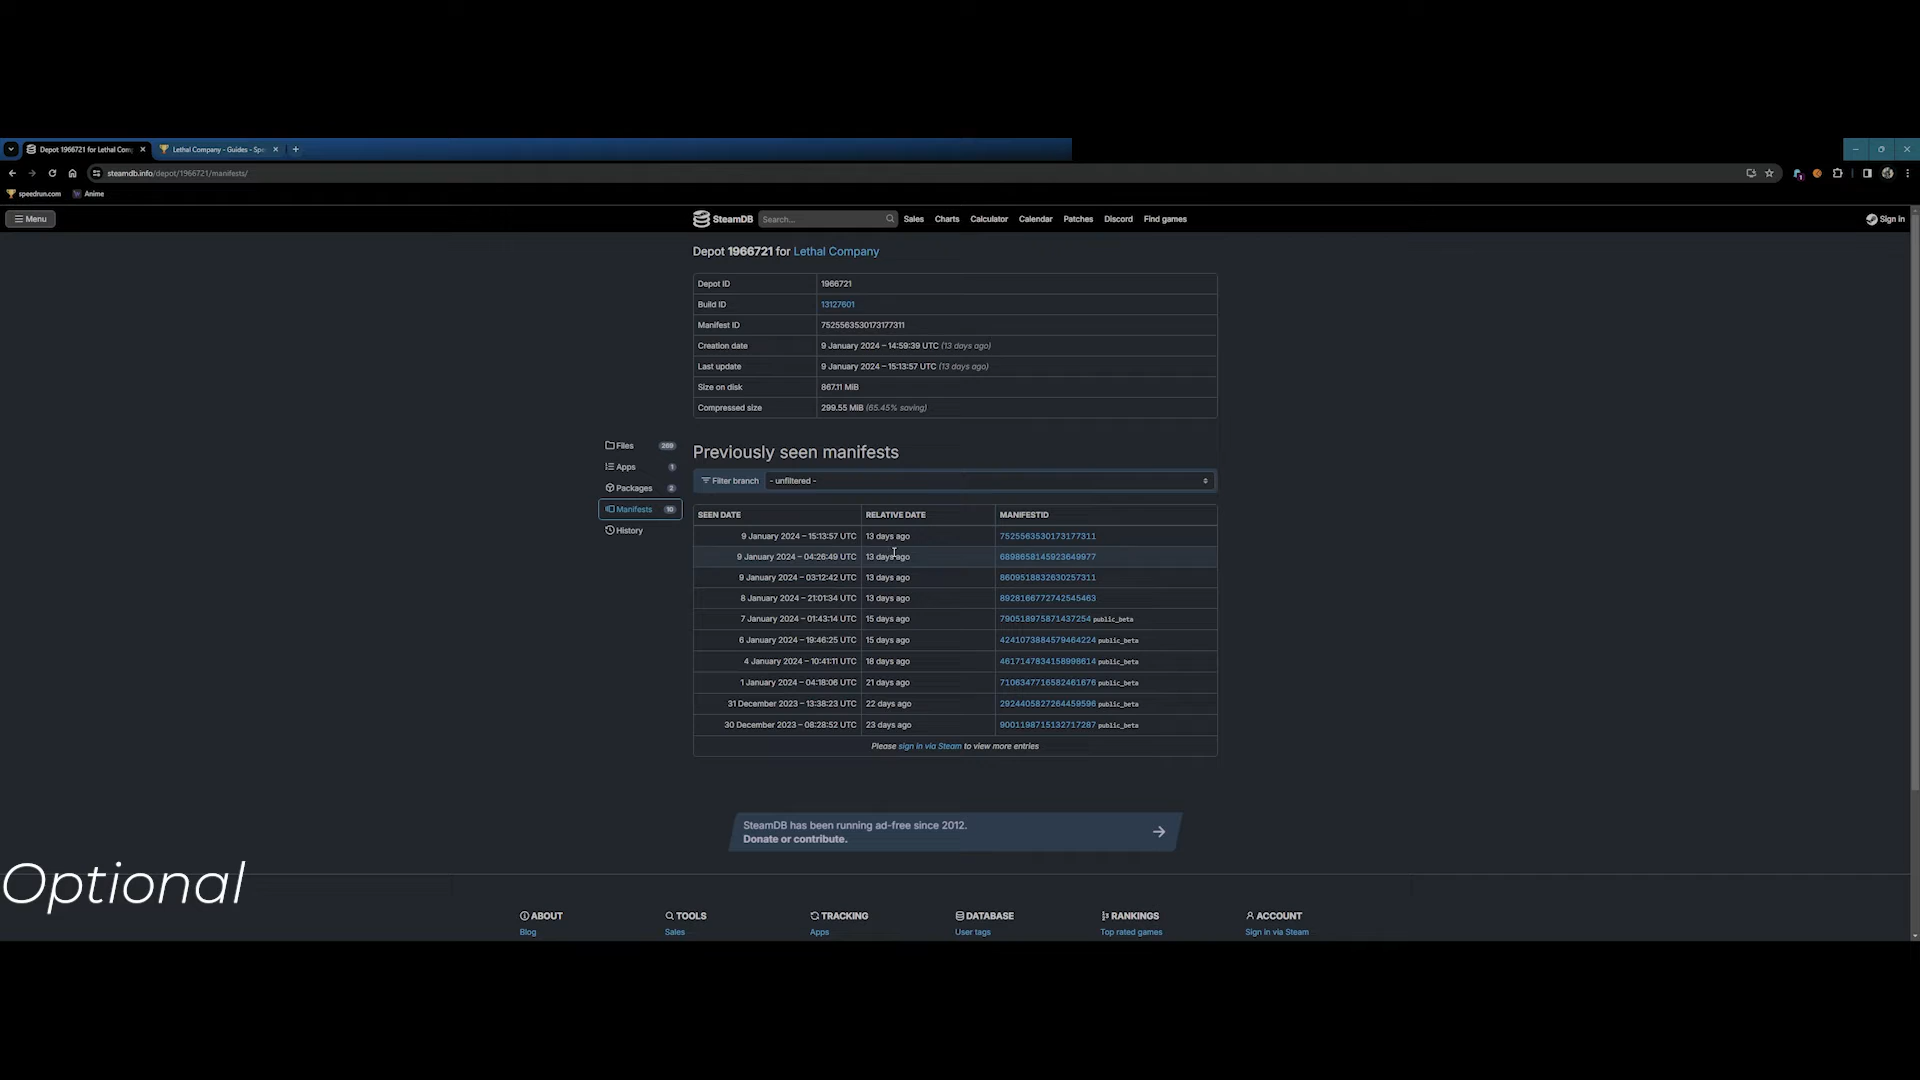 Depot 1966721 for Lethal Com
Lethal Company - Guides - Spe
steamdb.info/depot/1966721/manifests/
speedrun.com Anime
Menu
SteamDB Search... Sales Charts Calculator Calendar Patches Discord Find games Sign in
Depot 1966721 for Lethal Company
Depot ID 1966721
Build ID 13127601
Manifest ID 7525563530173177311
Creation date 9 January 2024 – 14:59:39 UTC (13 days ago)
Last update 9 January 2024 – 15:13:57 UTC (13 days ago)
Size on disk 867.11 MiB
Compressed size 299.55 MiB (65.45% saving)
Files 269
Apps 1
Packages 2
Manifests 10
History
Previously seen manifests
Filter branch - unfiltered -
SEEN DATE RELATIVE DATE MANIFESTID
9 January 2024 – 15:13:57 UTC 13 days ago 7525563530173177311
9 January 2024 – 04:26:49 UTC 13 days ago 6898658145923649977
9 January 2024 – 03:12:42 UTC 13 days ago 8609518832630257311
8 January 2024 – 21:01:34 UTC 13 days ago 8928166772742545463
7 January 2024 – 01:43:14 UTC 15 days ago 790518975871437254 public_beta
6 January 2024 – 19:46:25 UTC 15 days ago 4241073884579464224 public_beta
4 January 2024 – 10:41:11 UTC 18 days ago 4617147834158998614 public_beta
1 January 2024 – 04:18:06 UTC 21 days ago 7106347716582461676 public_beta
31 December 2023 – 13:38:23 UTC 22 days ago 2924405827264459596 public_beta
30 December 2023 – 08:28:52 UTC 23 days ago 9001198715132717287 public_beta
Please sign in via Steam to view more entries
SteamDB has been running ad-free since 2012.
Donate or contribute.
Optional
ABOUT TOOLS TRACKING DATABASE RANKINGS ACCOUNT
Blog Sales Apps User tags Top rated games Sign in via Steam